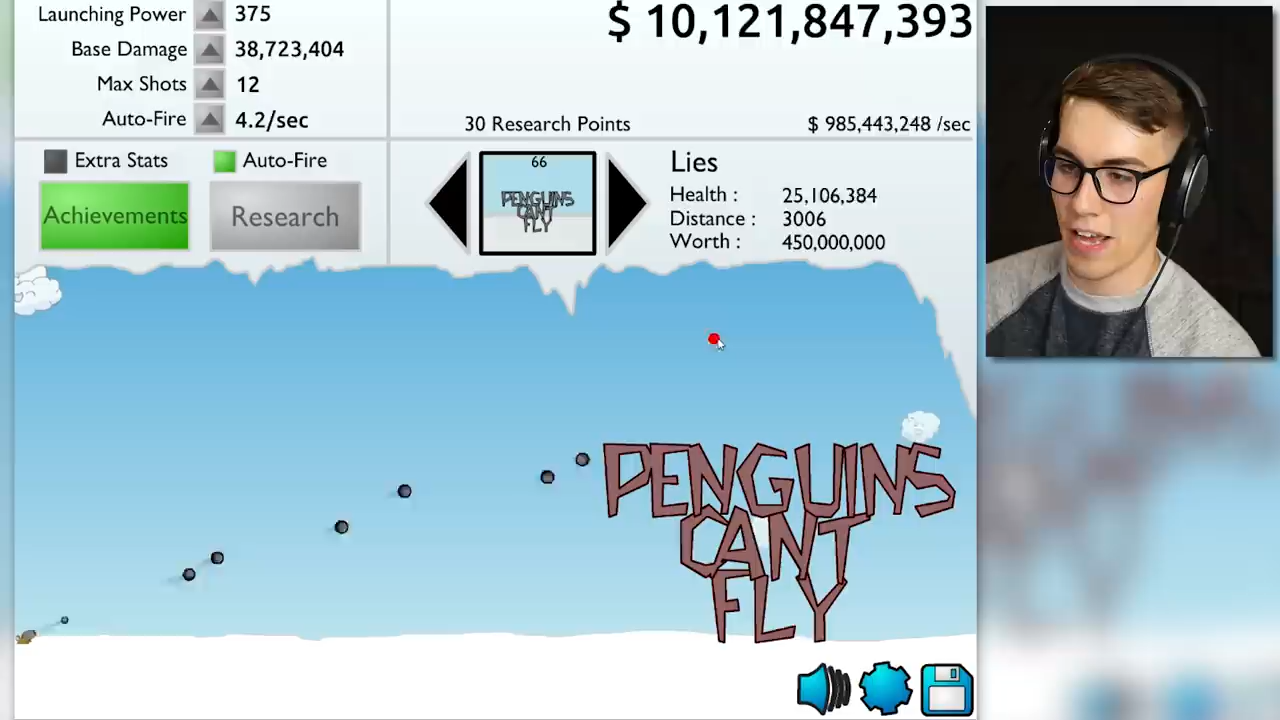 Launching Power 375
$ 10,121,847,393
Base Damage 38,723,404
Max Shots 12
Auto-Fire 4.2/sec
30 Research Points
$ 985,443,248 /sec
Extra Stats
Auto-Fire
Achievements
Research
66
PENGUINS
CANT
FLY
Lies
Health : 25,106,384
Distance : 3006
Worth : 450,000,000
PENGUINS
CANT
FLY